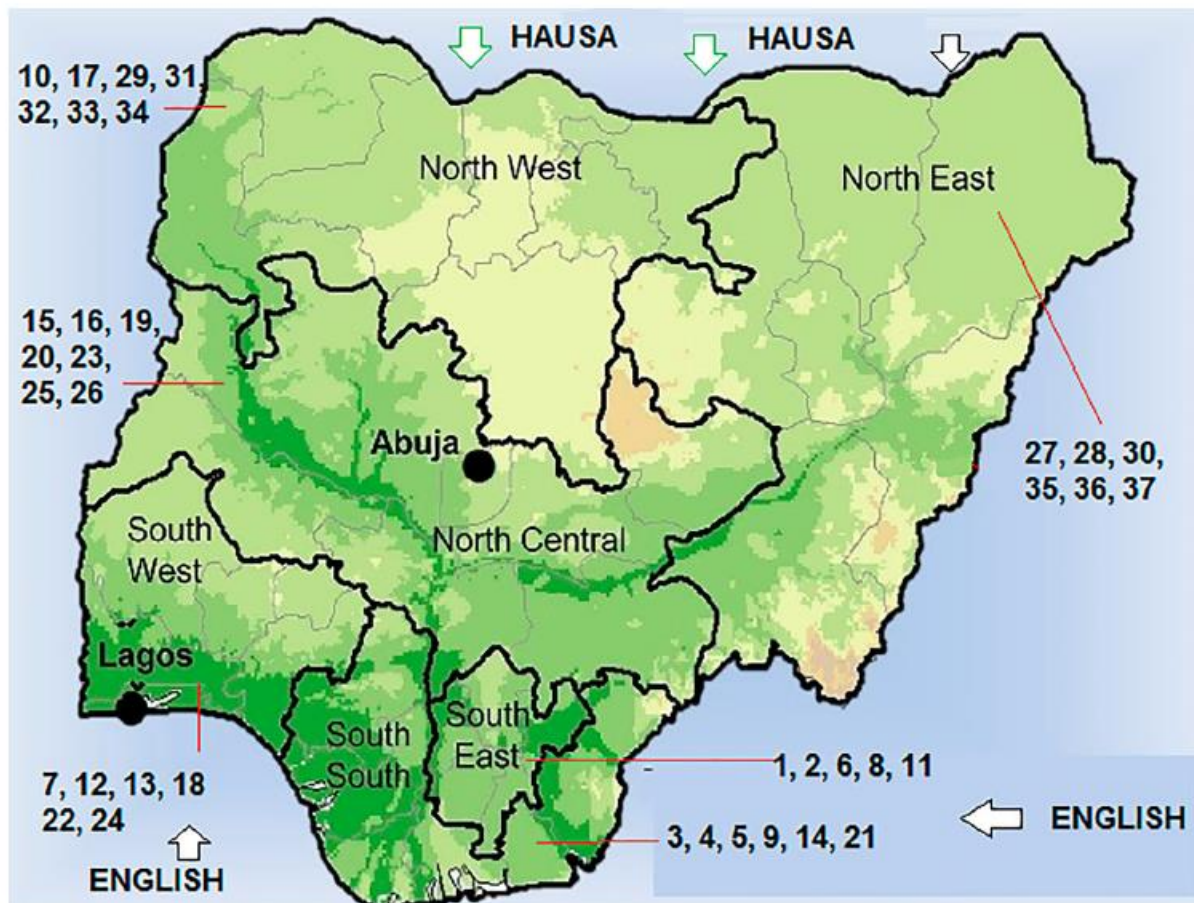 HAUSA
HAUSA
10, 17, 29, 31,
32, 33, 34
North West
North East
15, 16, 19,
20, 23,
25, 26
Abuja
27, 28, 30,
35, 36, 37
North Central
South
West
Lagos
South
South
South
East
7, 12, 13, 18
22, 24
1, 2, 6, 8, 11
3, 4, 5, 9, 14, 21
ENGLISH
ENGLISH